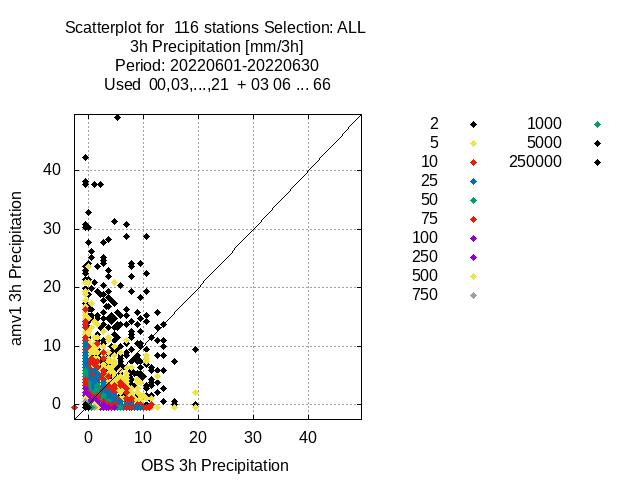 Scatterplot for  116 stations Selection: ALL
3h Precipitation [mm/3h]
Period: 20220601-20220630
Used  00,03,...,21  + 03 06 ... 66
2
5
10
25
50
75
100
250
500
750
1000
5000
250000
amv1 3h Precipitation
40
30
20
10
0
0 10 20 30 40
OBS 3h Precipitation